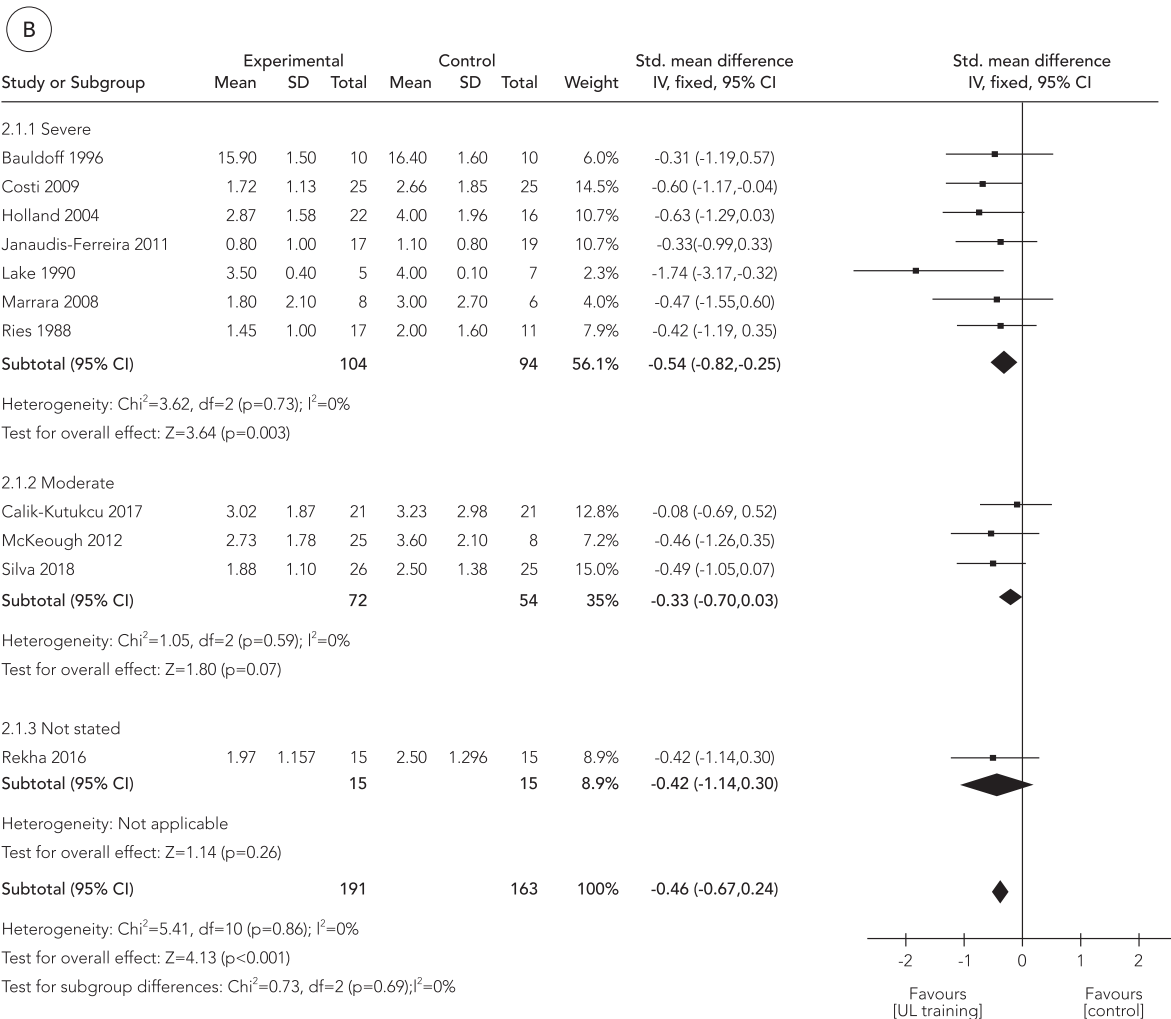 B
Experimental Control Std. mean difference Std. mean difference
Study or Subgroup Mean SD Total Mean SD Total Weight IV, fixed, 95% CI IV, fixed, 95% CI
2.1.1 Severe
Bauldoff 1996 15.90 1.50 10 16.40 1.60 10 6.0% -0.31 (-1.19,0.57)
Costi 2009 1.72 1.13 25 2.66 1.85 25 14.5% -0.60 (-1.17,-0.04)
Holland 2004 2.87 1.58 22 4.00 1.96 16 10.7% -0.63 (-1.29,0.03)
Janaudis-Ferreira 2011 0.80 1.00 17 1.10 0.80 19 10.7% -0.33(-0.99,0.33)
Lake 1990 3.50 0.40 5 4.00 0.10 7 2.3% -1.74 (-3.17,-0.32)
Marrara 2008 1.80 2.10 8 3.00 2.70 6 4.0% -0.47 (-1.55,0.60)
Ries 1988 1.45 1.00 17 2.00 1.60 11 7.9% -0.42 (-1.19, 0.35)
Subtotal (95% CI) 104 94 56.1% -0.54 (-0.82,-0.25)
Heterogeneity: Chi²=3.62, df=2 (p=0.73); I²=0%
Test for overall effect: Z=3.64 (p=0.003)
2.1.2 Moderate
Calik-Kutukcu 2017 3.02 1.87 21 3.23 2.98 21 12.8% -0.08 (-0.69, 0.52)
McKeough 2012 2.73 1.78 25 3.60 2.10 8 7.2% -0.46 (-1.26,0.35)
Silva 2018 1.88 1.10 26 2.50 1.38 25 15.0% -0.49 (-1.05,0.07)
Subtotal (95% CI) 72 54 35% -0.33 (-0.70,0.03)
Heterogeneity: Chi²=1.05, df=2 (p=0.59); I²=0%
Test for overall effect: Z=1.80 (p=0.07)
2.1.3 Not stated
Rekha 2016 1.97 1.157 15 2.50 1.296 15 8.9% -0.42 (-1.14,0.30)
Subtotal (95% CI) 15 15 8.9% -0.42 (-1.14,0.30)
Heterogeneity: Not applicable
Test for overall effect: Z=1.14 (p=0.26)
Subtotal (95% CI) 191 163 100% -0.46 (-0.67,0.24)
Heterogeneity: Chi²=5.41, df=10 (p=0.86); I²=0%
Test for overall effect: Z=4.13 (p<0.001)
Test for subgroup differences: Chi²=0.73, df=2 (p=0.69);I²=0%
-2 -1 0 1 2
Favours Favours
[UL training] [control]